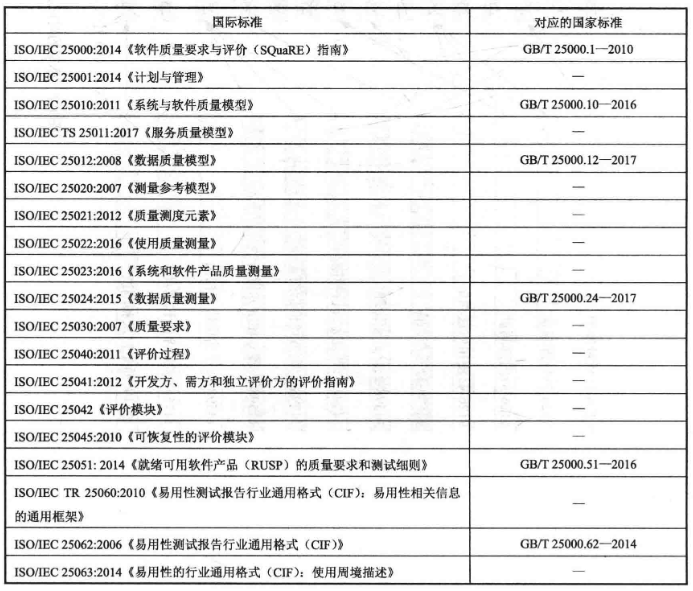 国际标准 对应的国家标准
ISO/IEC 25000:2014《软件质量要求与评价（SQuaRE）指南》 GB/T 25000.1—2010
ISO/IEC 25001:2014《计划与管理》 —
ISO/IEC 25010:2011《系统与软件质量模型》 GB/T 25000.10—2016
ISO/IEC TS 25011:2017《服务质量模型》 —
ISO/IEC 25012:2008《数据质量模型》 GB/T 25000.12—2017
ISO/IEC 25020:2007《测量参考模型》 —
ISO/IEC 25021:2012《质量测度元素》 —
ISO/IEC 25022:2016《使用质量测量》 —
ISO/IEC 25023:2016《系统和软件产品质量测量》 —
ISO/IEC 25024:2015《数据质量测量》 GB/T 25000.24—2017
ISO/IEC 25030:2007《质量要求》 —
ISO/IEC 25040:2011《评价过程》 —
ISO/IEC 25041:2012《开发方、需方和独立评价方的评价指南》 —
ISO/IEC 25042《评价模块》 —
ISO/IEC 25045:2010《可恢复性的评价模块》 —
ISO/IEC 25051: 2014《就绪可用软件产品（RUSP）的质量要求和测试细则》 GB/T 25000.51—2016
ISO/IEC TR 25060:2010《易用性测试报告行业通用格式（CIF）：易用性相关信息
的通用框架》 —
ISO/IEC 25062:2006《易用性测试报告行业通用格式（CIF）》 GB/T 25000.62—2014
ISO/IEC 25063:2014《易用性的行业通用格式（CIF）：使用周境描述》 —